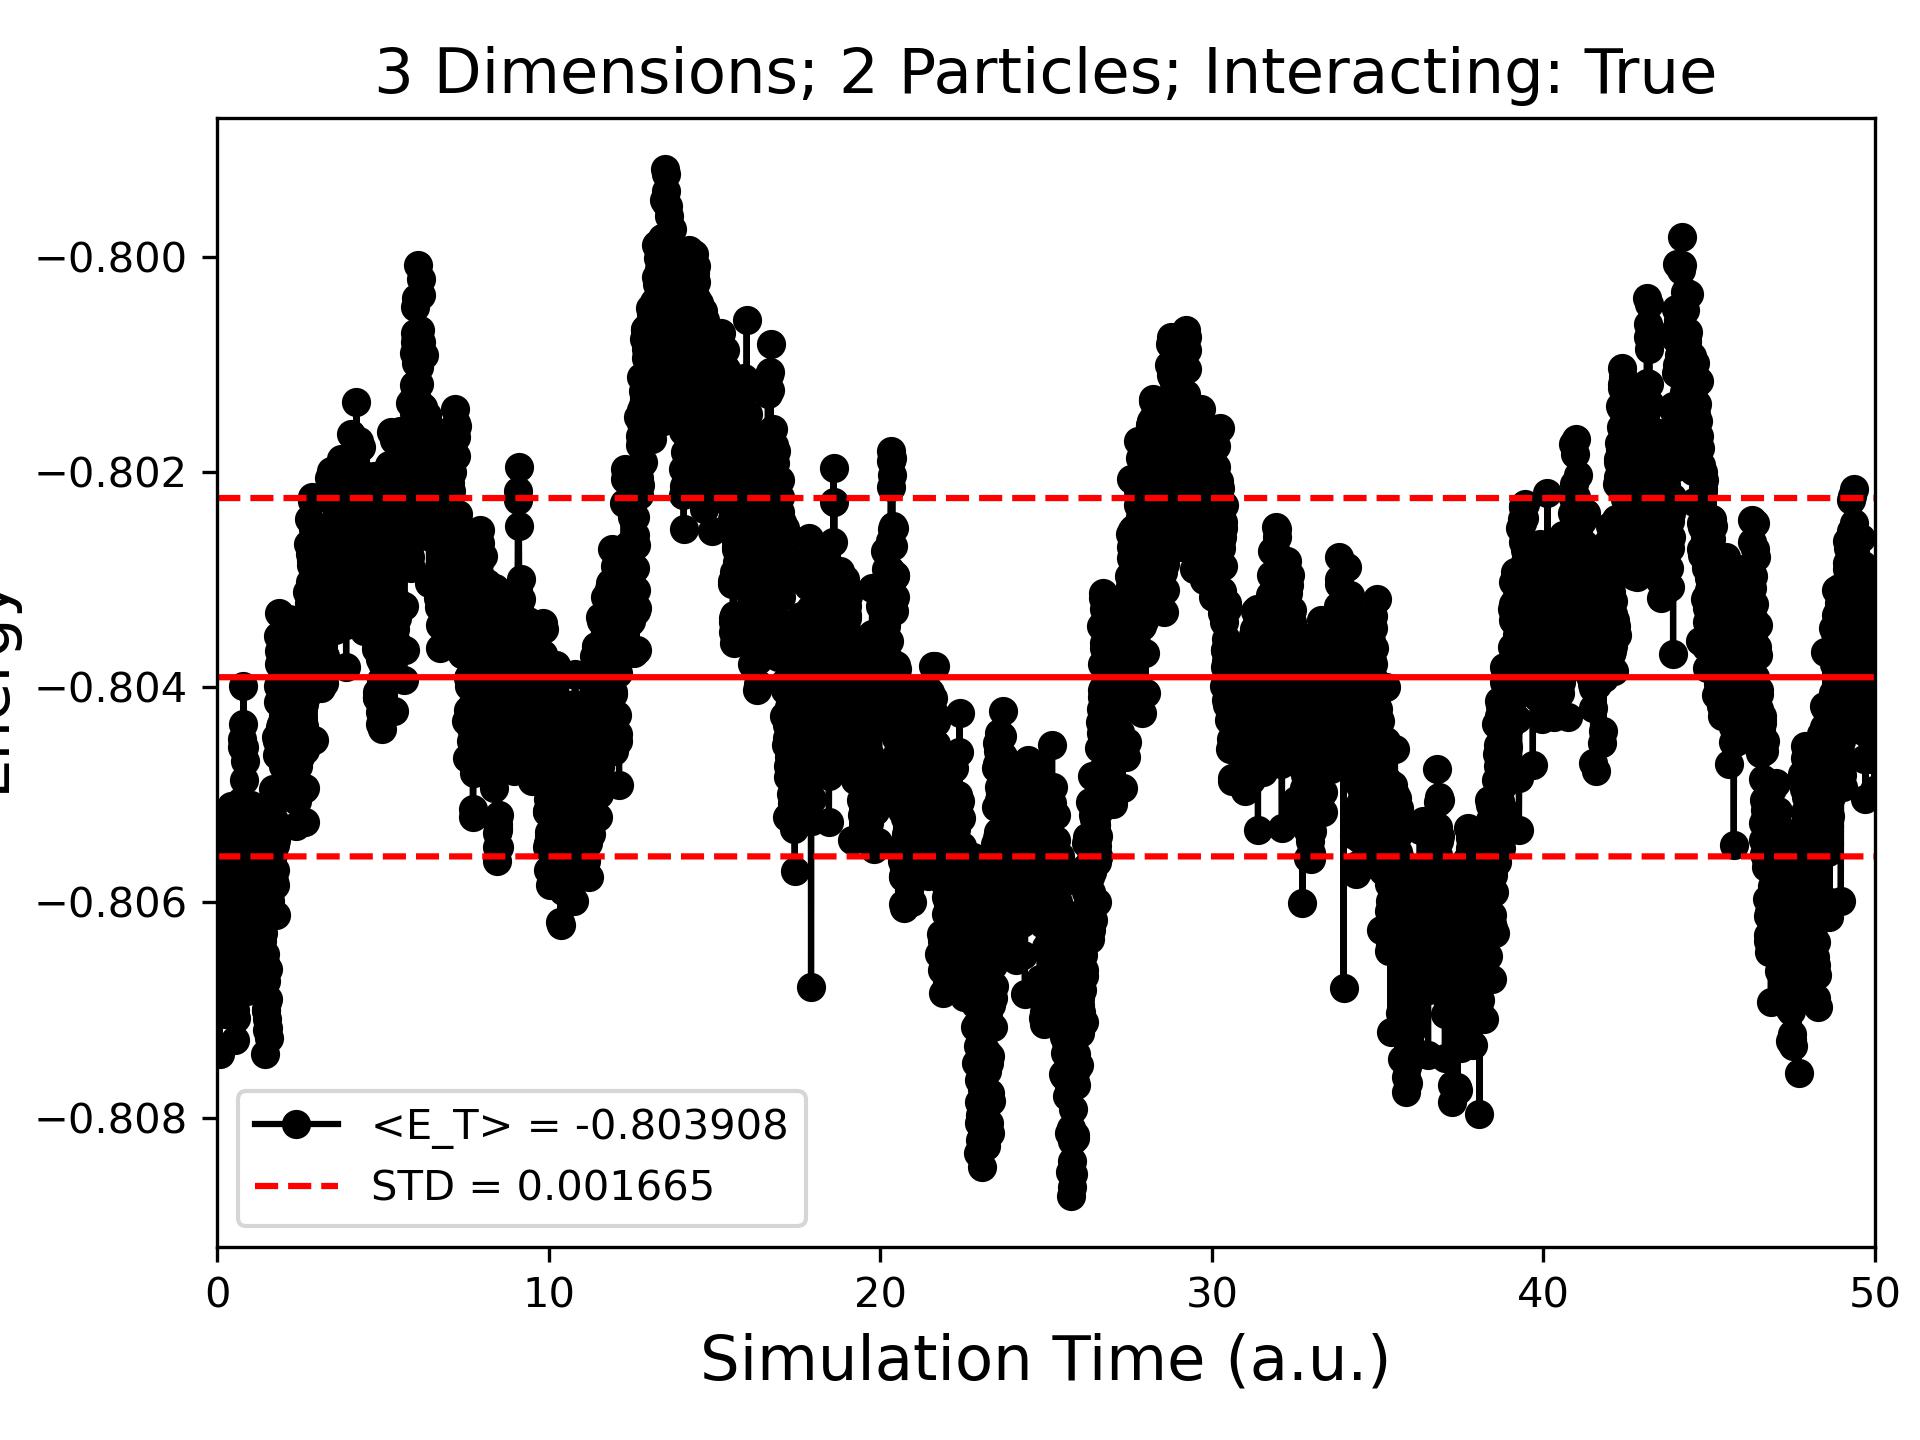 3 Dimensions; 2 Particles; Interacting: True
Energy
−0.800
−0.802
−0.804
−0.806
−0.808
<E_T> = -0.803908
STD = 0.001665
0 10 20 30 40 50
Simulation Time (a.u.)